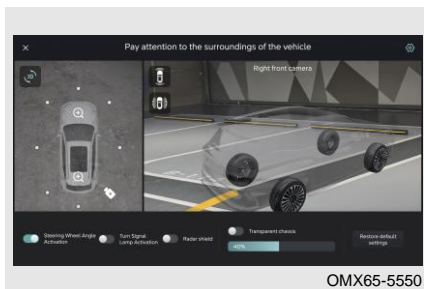 Pay attention to the surroundings of the vehicle
3D
Right front camera
Steering Wheel Angle
Activation
Turn Signal
Lamp Activation
Radar shield
Transparent chassis
40%
Restore default
settings
OMX65-5550